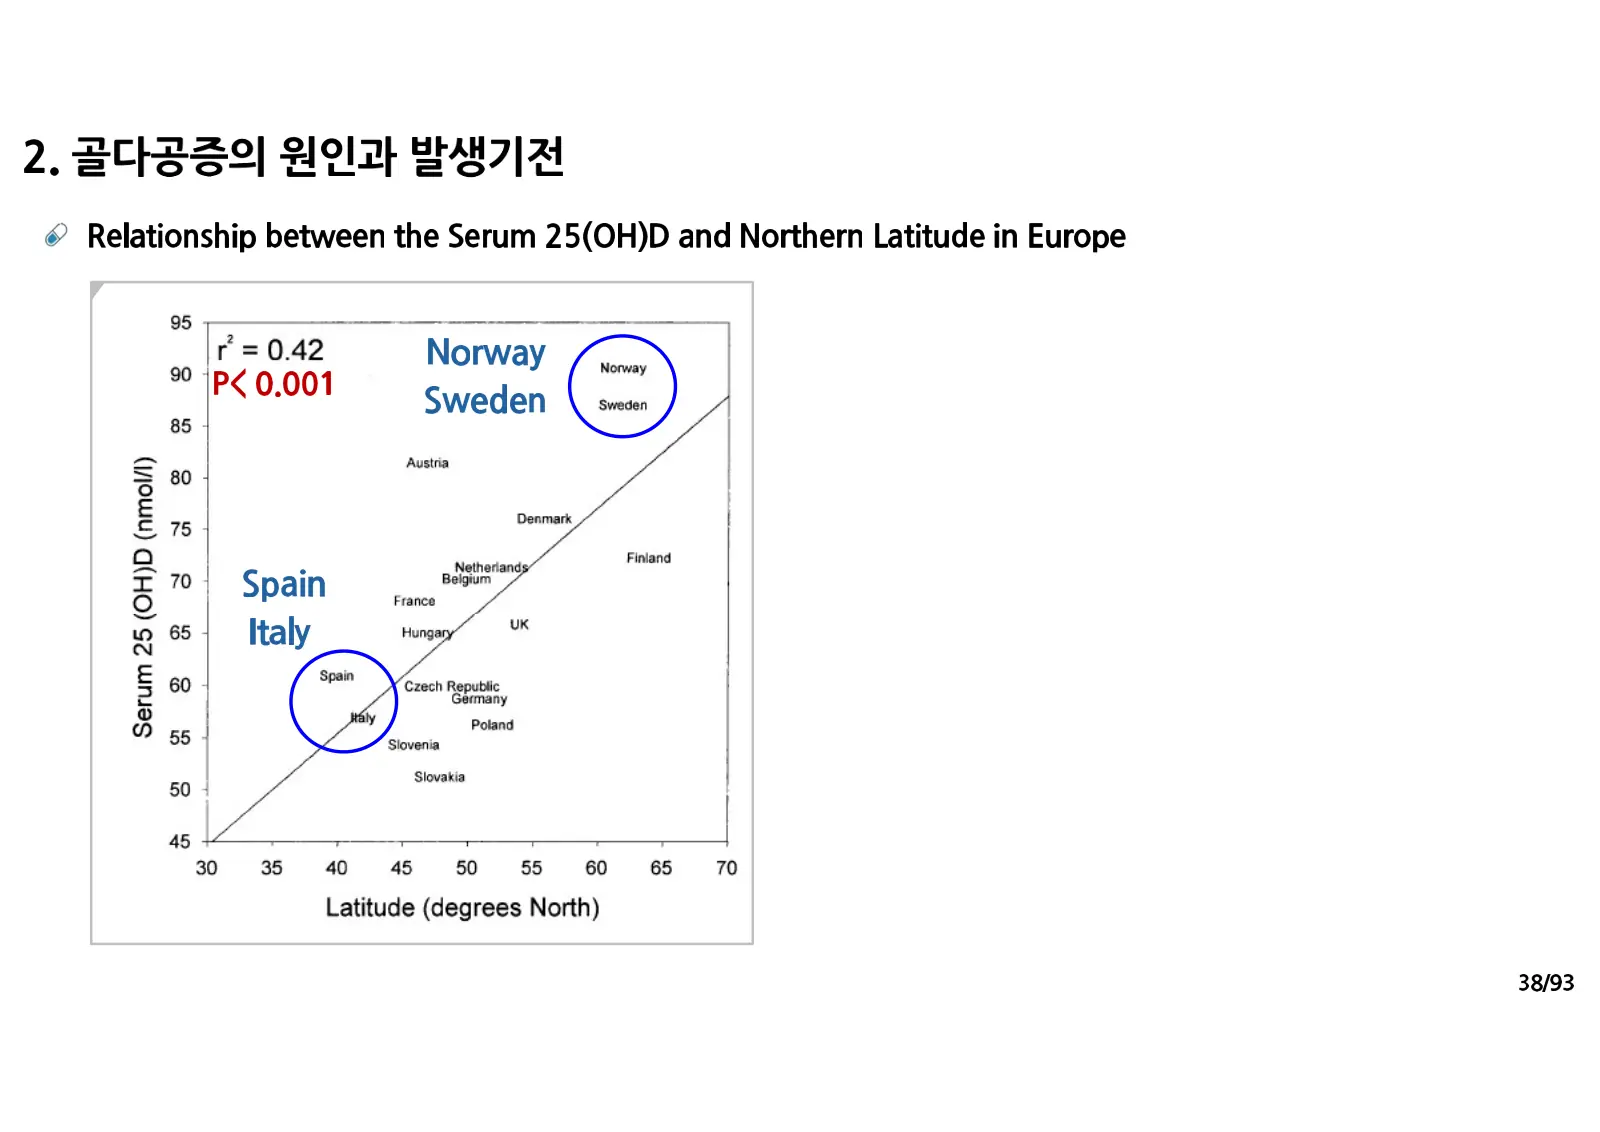 2. 골다공증의 원인과 발생기전
Relationship between the Serum 25(OH)D and Northern Latitude in Europe
95
90
85
80
75
70
65
60
55
50
45
Serum 25 (OH)D (nmol/l)
r² = 0.42
P< 0.001
Norway
Sweden
Norway
Sweden
Austria
Denmark
Finland
Netherlands
Belgium
France
UK
Hungary
Spain
Italy
Spain
Italy
Czech Republic
Germany
Poland
Slovenia
Slovakia
30 35 40 45 50 55 60 65 70
Latitude (degrees North)
38/93